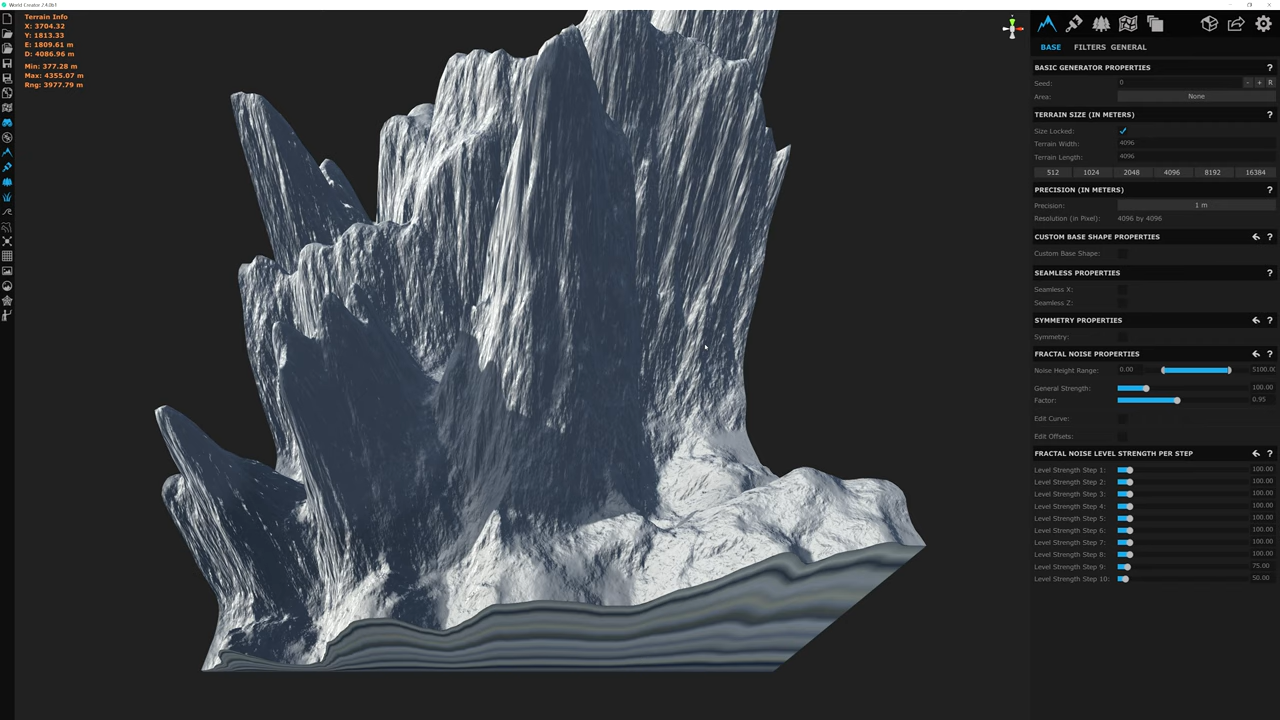 World Creator 2.4.0b1
Terrain Info
X: 3704.32
Y: 1813.33
E: 1809.61 m
D: 4086.96 m
Min: 377.28 m
Max: 4355.07 m
Rng: 3977.79 m
BASE FILTERS GENERAL
BASIC GENERATOR PROPERTIES ?
Seed: 0 - + R
Area: None
TERRAIN SIZE (IN METERS) ?
Size Locked:
Terrain Width: 4096
Terrain Length: 4096
512 1024 2048 4096 8192 16384
PRECISION (IN METERS) ?
Precision: 1 m
Resolution (in Pixel): 4096 by 4096
CUSTOM BASE SHAPE PROPERTIES ?
Custom Base Shape:
SEAMLESS PROPERTIES ?
Seamless X:
Seamless Z:
SYMMETRY PROPERTIES ?
Symmetry:
FRACTAL NOISE PROPERTIES ?
Noise Height Range: 0.00 5100.0
General Strength: 100.00
Factor: 0.95
Edit Curve:
Edit Offsets:
FRACTAL NOISE LEVEL STRENGTH PER STEP ?
Level Strength Step 1: 100.00
Level Strength Step 2: 100.00
Level Strength Step 3: 100.00
Level Strength Step 4: 100.00
Level Strength Step 5: 100.00
Level Strength Step 6: 100.00
Level Strength Step 7: 100.00
Level Strength Step 8: 100.00
Level Strength Step 9: 75.00
Level Strength Step 10: 50.00